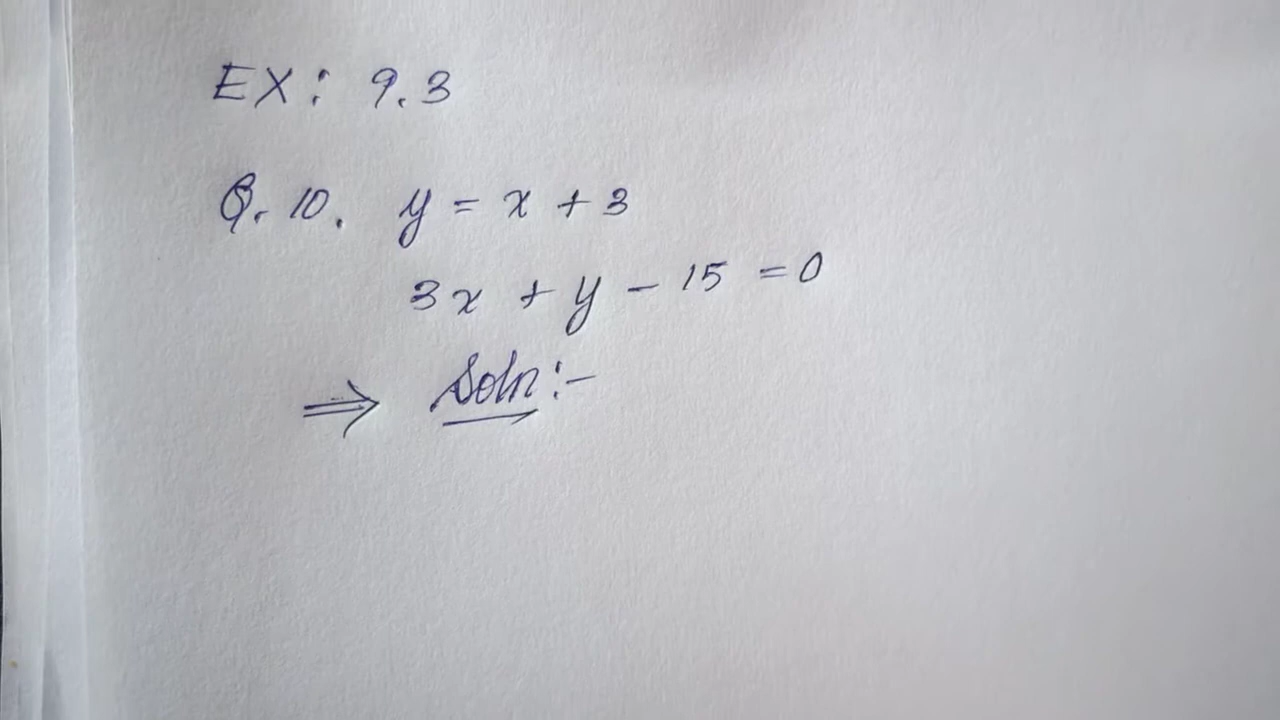 EX: 9.3
Q. 10. y = x + 3
3x + y - 15 = 0
⇒ Soln:-